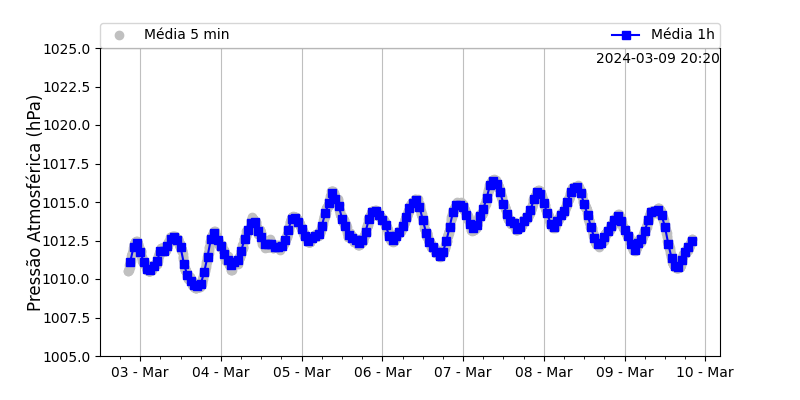 Média 5 min
Média 1h
2024-03-09 20:20
Pressão Atmosférica (hPa)
1025.0
1022.5
1020.0
1017.5
1015.0
1012.5
1010.0
1007.5
1005.0
03 - Mar
04 - Mar
05 - Mar
06 - Mar
07 - Mar
08 - Mar
09 - Mar
10 - Mar